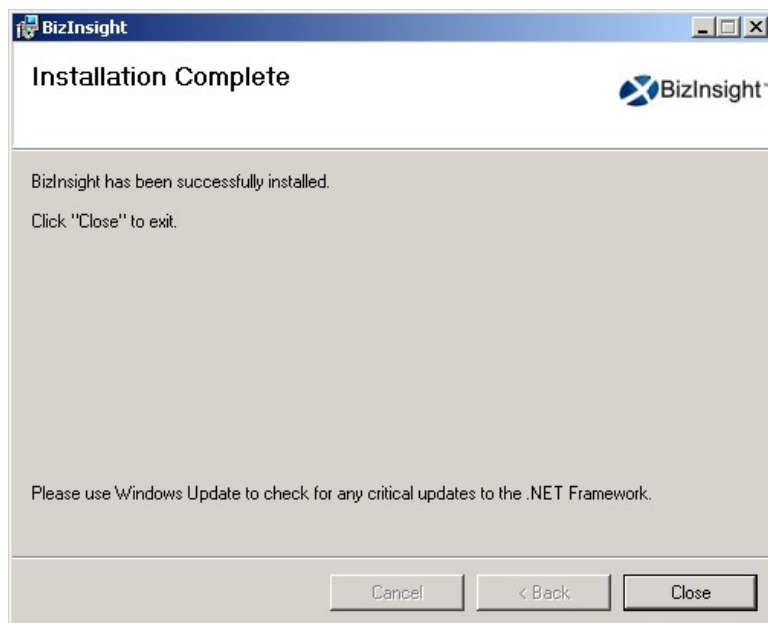 BizInsight
Installation Complete
BizInsight™
BizInsight has been successfully installed.
Click "Close" to exit.
Please use Windows Update to check for any critical updates to the .NET Framework.
Cancel
< Back
Close